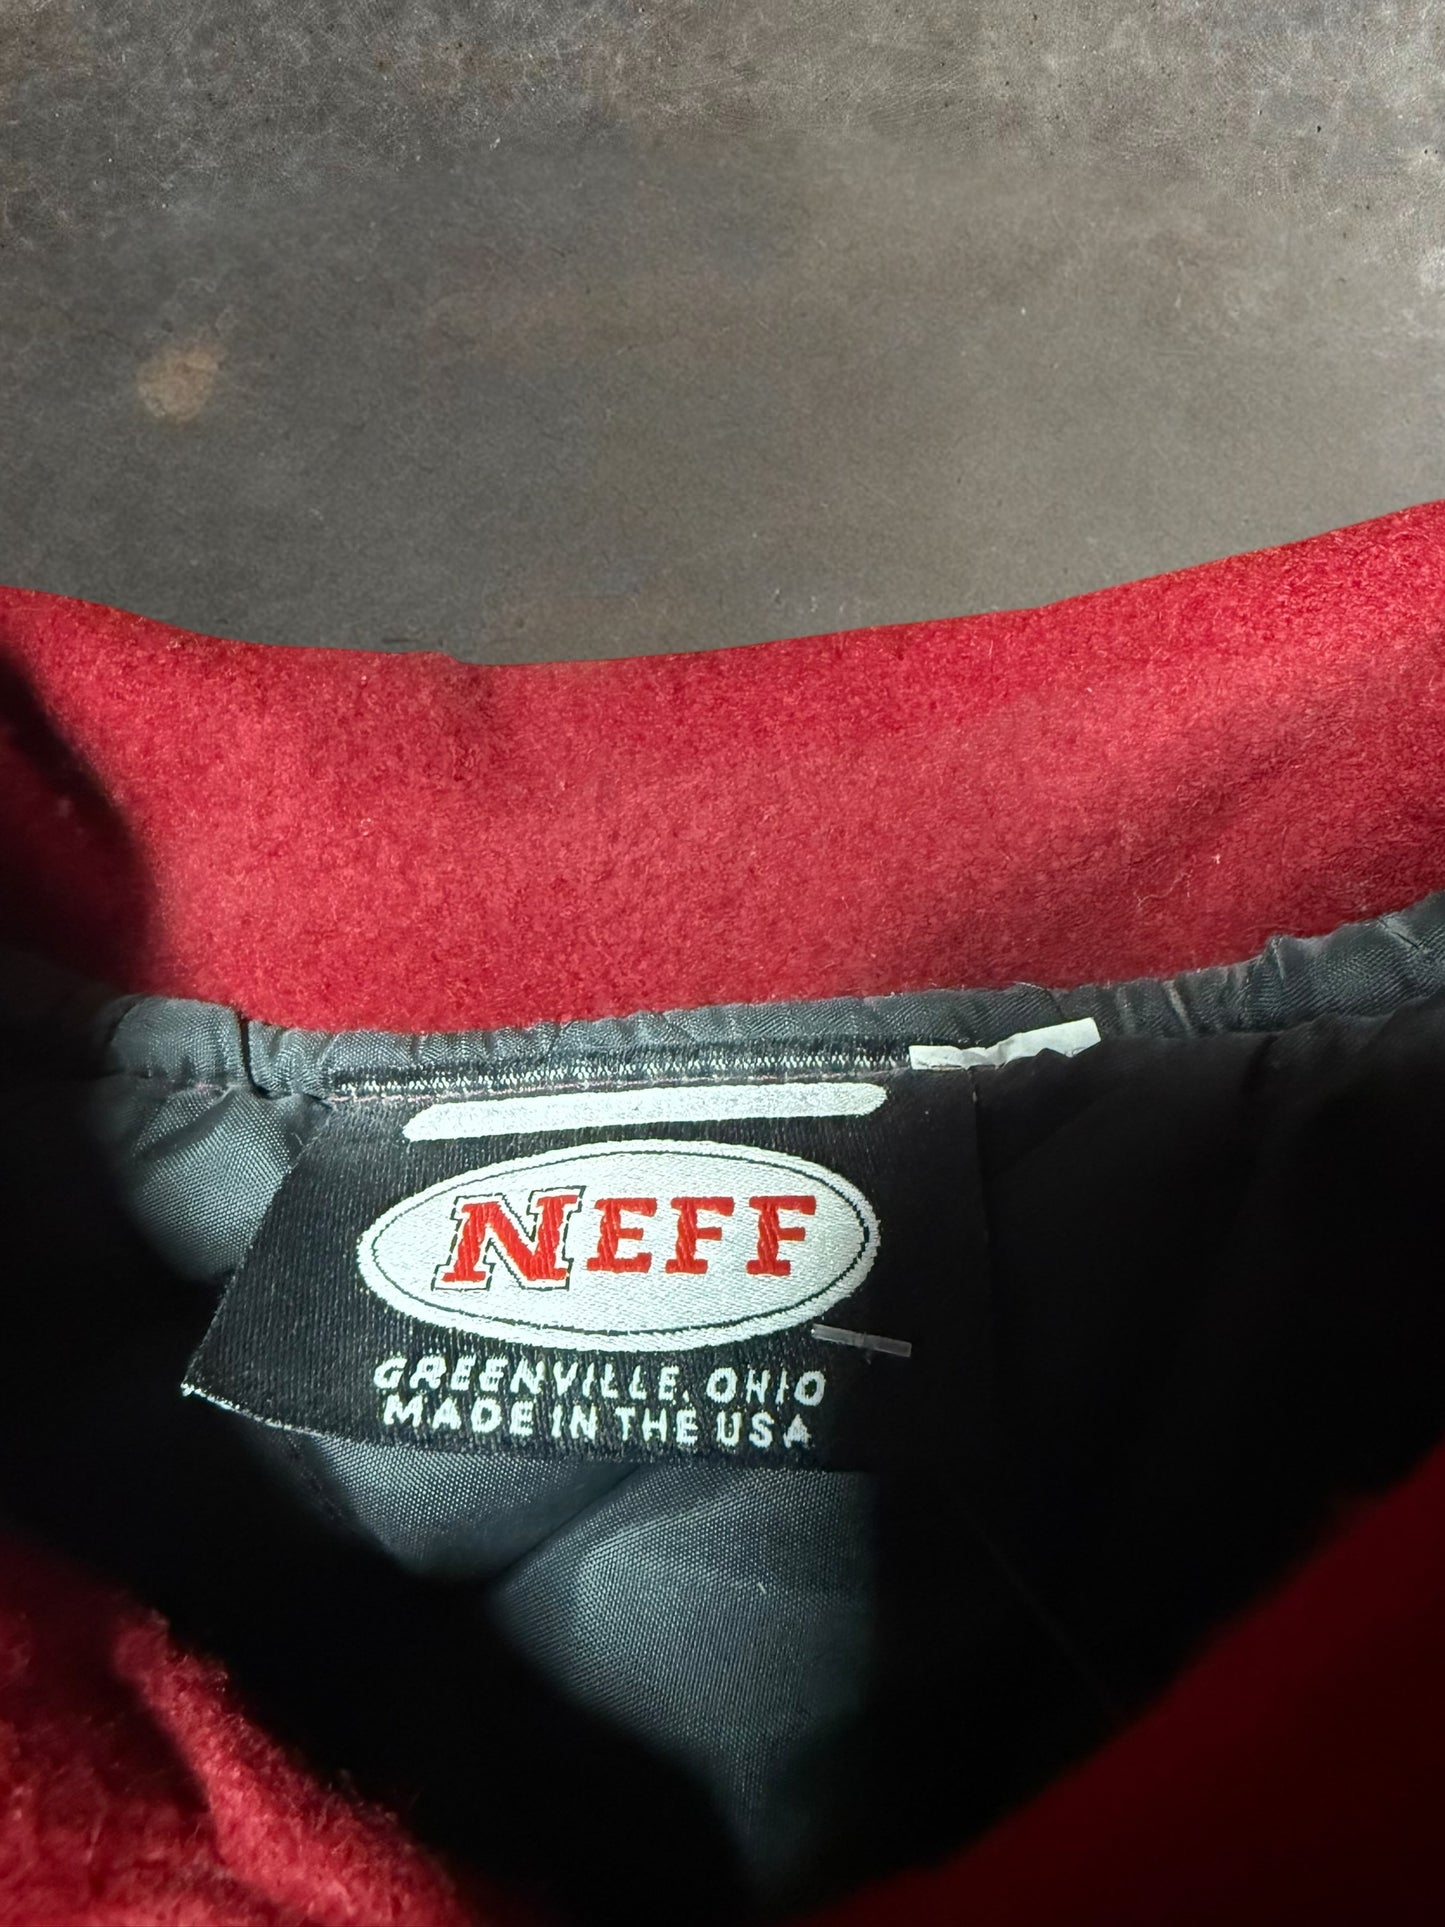 NEFF
GREENVILLE, OHIO
MADE IN THE USA